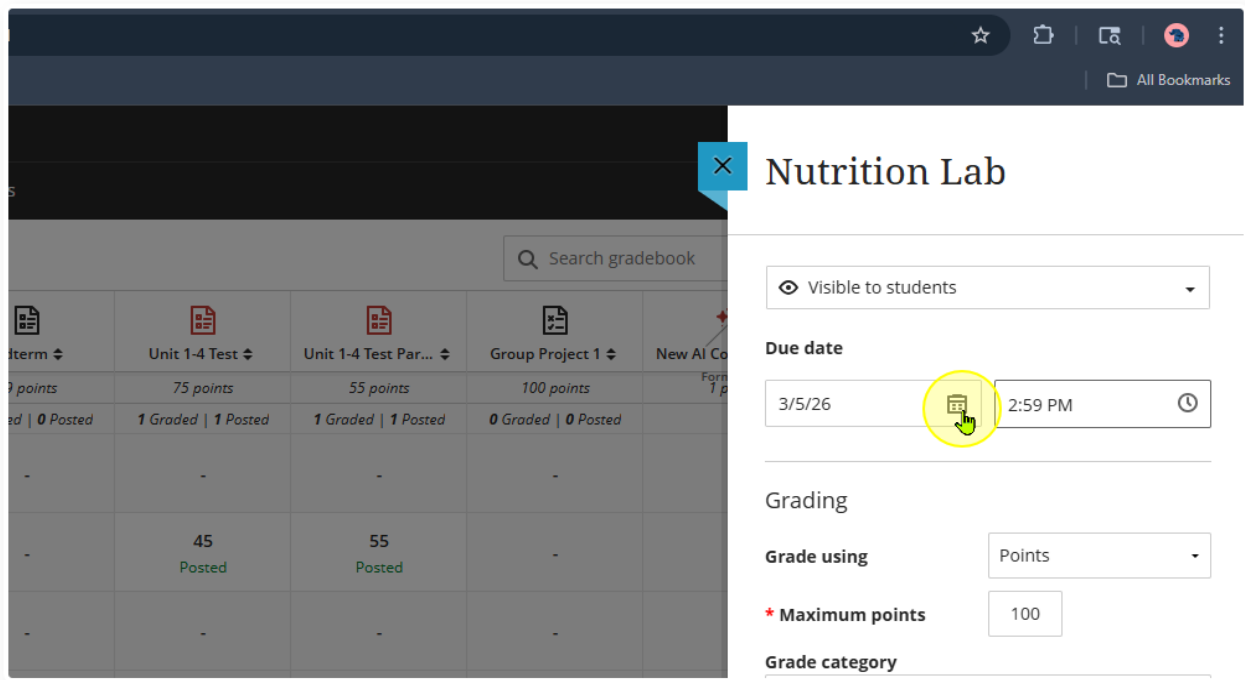 All Bookmarks
Nutrition Lab
s
Search gradebook
Visible to students
Due date
3/5/26
2:59 PM
dterm
Unit 1-4 Test
Unit 1-4 Test Par...
Group Project 1
New AI Co
points
75 points
55 points
100 points
Form
1 p
ed | 0 Posted
1 Graded | 1 Posted
1 Graded | 1 Posted
0 Graded | 0 Posted
-
-
-
-
-
45
Posted
55
Posted
-
-
-
-
-
Grading
Grade using
Points
* Maximum points
100
Grade category